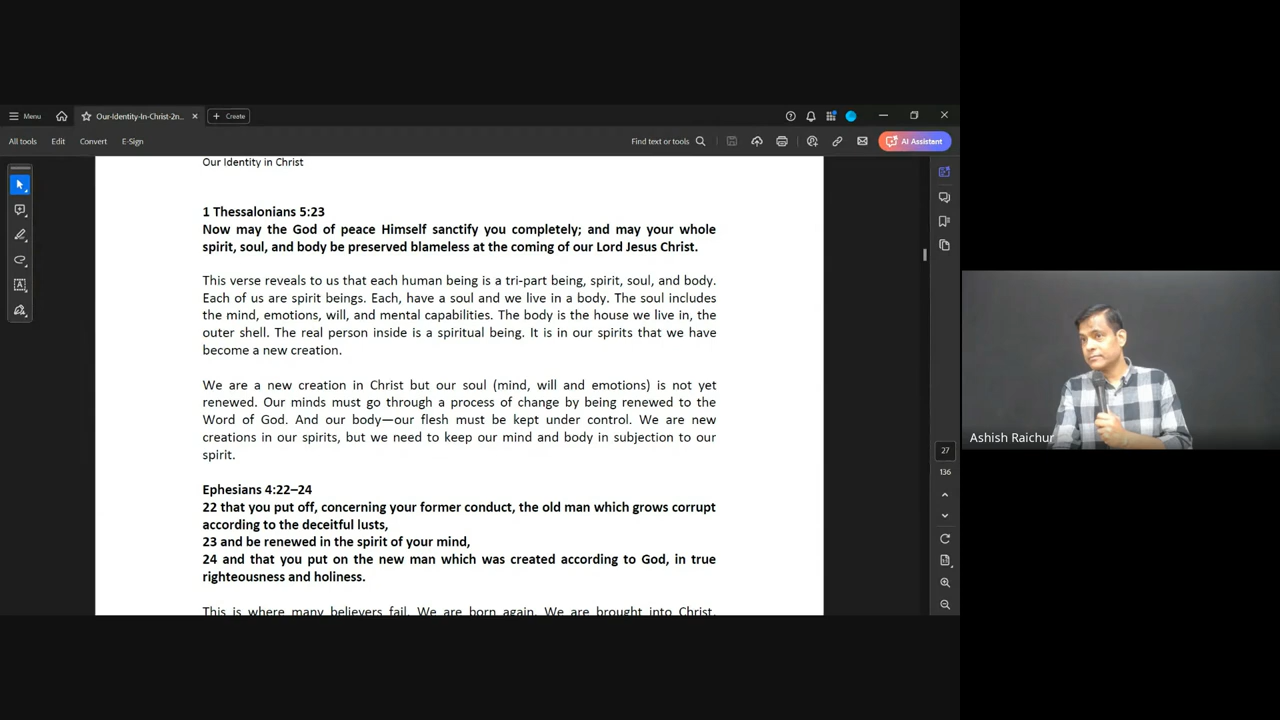 Menu
Our-Identity-In-Christ-2n...
Create
All tools
Edit
Convert
E-Sign
Find text or tools
AI Assistant
Our Identity in Christ
1 Thessalonians 5:23
Now may the God of peace Himself sanctify you completely; and may your whole
spirit, soul, and body be preserved blameless at the coming of our Lord Jesus Christ.
This verse reveals to us that each human being is a tri-part being, spirit, soul, and body.
Each of us are spirit beings. Each, have a soul and we live in a body. The soul includes
the mind, emotions, will, and mental capabilities. The body is the house we live in, the
outer shell. The real person inside is a spiritual being. It is in our spirits that we have
become a new creation.
We are a new creation in Christ but our soul (mind, will and emotions) is not yet
renewed. Our minds must go through a process of change by being renewed to the
Word of God. And our body—our flesh must be kept under control. We are new
creations in our spirits, but we need to keep our mind and body in subjection to our
spirit.
Ephesians 4:22–24
22 that you put off, concerning your former conduct, the old man which grows corrupt
according to the deceitful lusts,
23 and be renewed in the spirit of your mind,
24 and that you put on the new man which was created according to God, in true
righteousness and holiness.
This is where many believers fail. We are born again. We are brought into Christ.
27
136
Ashish Raichur